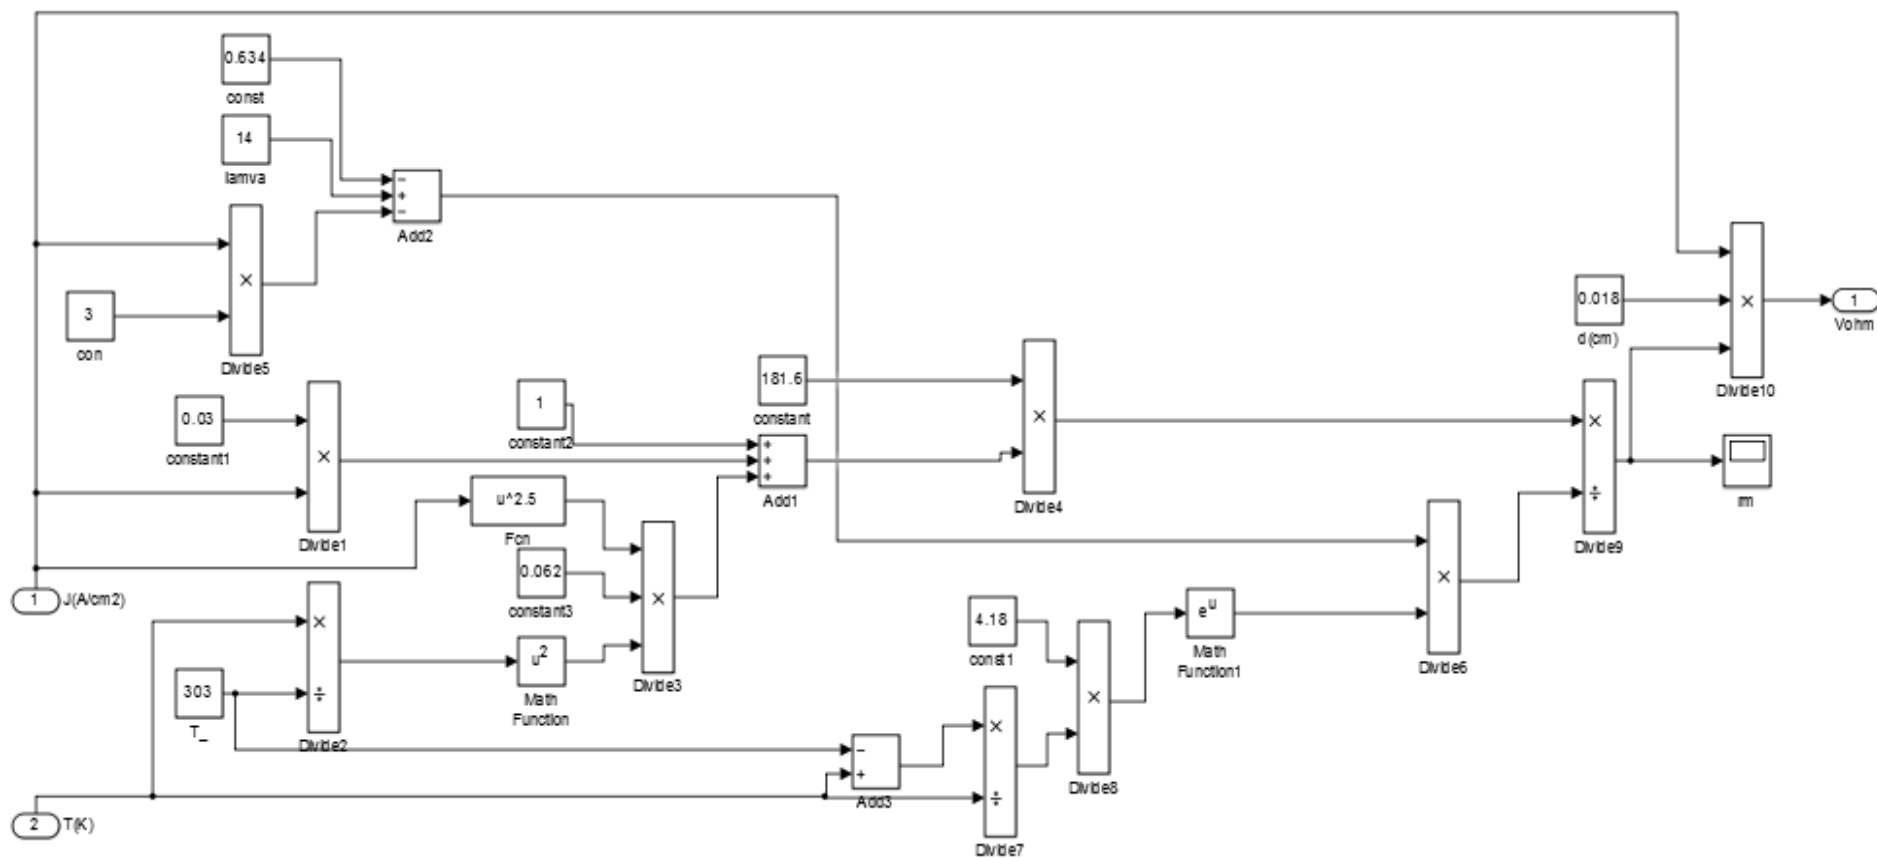 0.634
const
14
lamva
−
+
−
Add2
×
Divide5
3
con
0.018
d(cm)
×
Divide10
1
Vohm
0.03
constant1
×
Divide1
1
constant2
181.6
constant
+
+
+
Add1
×
Divide4
×
÷
Divide9
rm
u^2.5
Fcn
0.062
constant3
×
Divide3
u²
Math
Function
1
J(A/cm2)
×
÷
Divide2
303
T_
4.18
const1
×
Divide8
e^u
Math
Function1
×
Divide6
−
+
Add3
×
÷
Divide7
2
T(K)